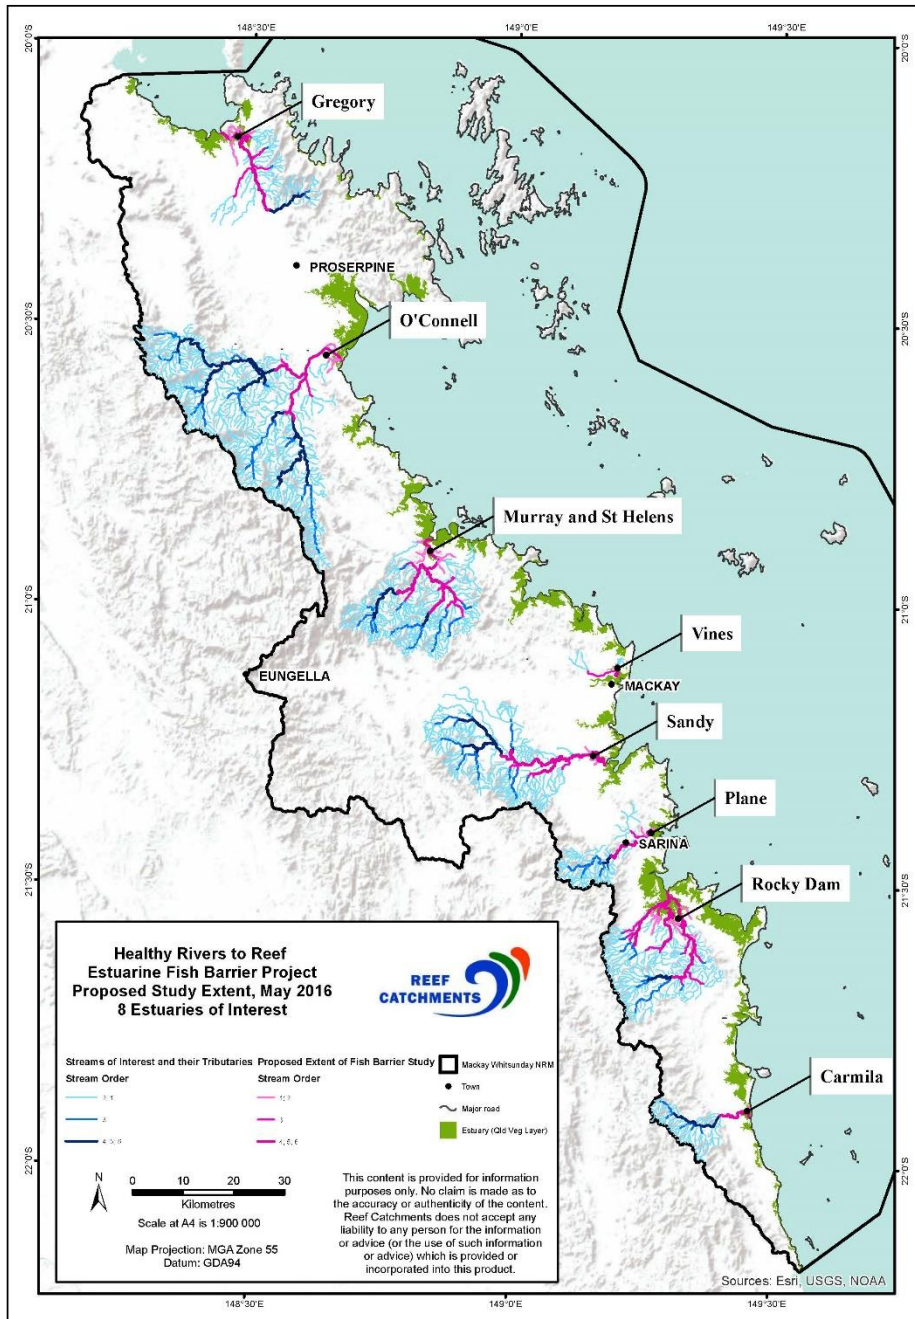 148°30'E
149°0'E
149°30'E
20°0'S
20°0'S
Gregory
PROSERPINE
O'Connell
20°30'S
20°30'S
Murray and St Helens
21°0'S
21°0'S
Vines
EUNGELLA
MACKAY
Sandy
Plane
SARINA
21°30'S
21°30'S
Rocky Dam
Healthy Rivers to Reef
Estuarine Fish Barrier Project
Proposed Study Extent, May 2016
8 Estuaries of Interest
REEF
CATCHMENTS
Streams of Interest and their Tributaries
Stream Order
3
4, 5, 6
Proposed Extent of Fish Barrier Study
Stream Order
3
4, 5, 6
Mackay Whitsunday NRM
Town
Major road
Estuary (Qld Veg Layer)
Carmila
22°0'S
22°0'S
N
0 10 20 30
Kilometres
Scale at A4 is 1:900 000
Map Projection: MGA Zone 55
Datum: GDA94
This content is provided for information
purposes only. No claim is made as to
the accuracy or authenticity of the content.
Reef Catchments does not accept any
liability to any person for the information
or advice (or the use of such information
or advice) which is provided or
incorporated into this product.
Sources: Esri, USGS, NOAA
148°30'E
149°0'E
149°30'E